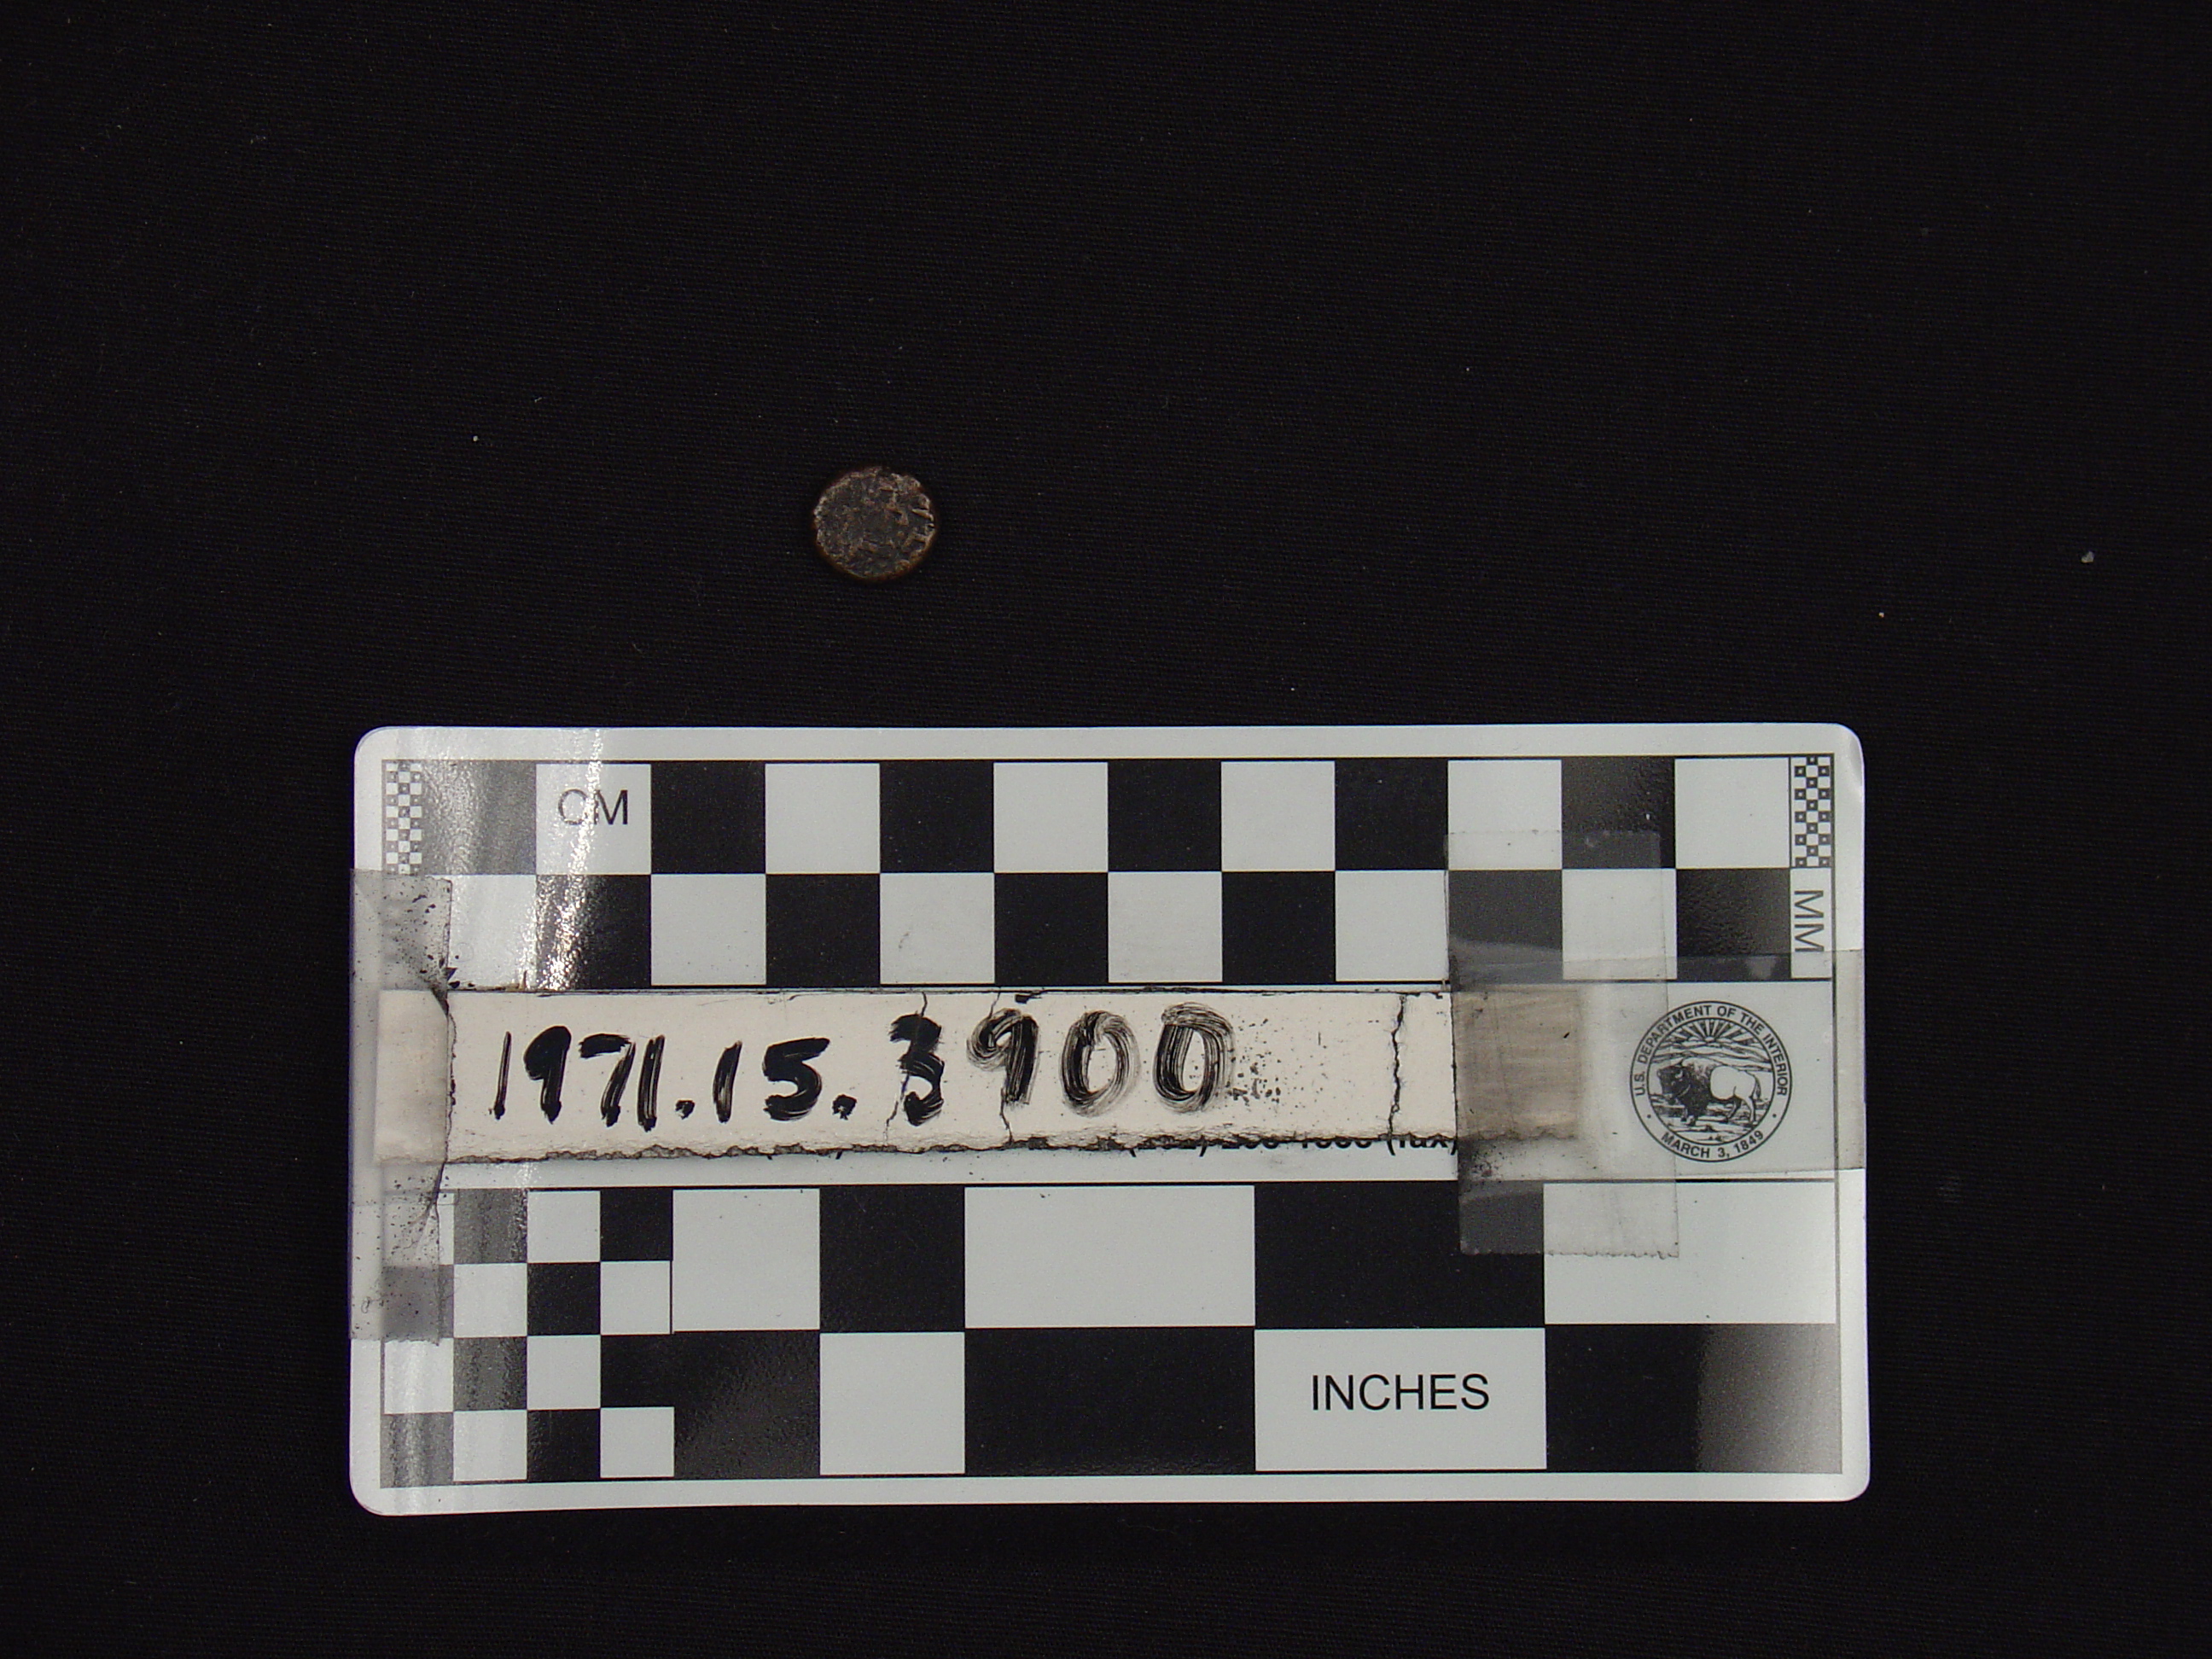 CM
MM
1971.15.3900
U.S. DEPARTMENT OF THE INTERIOR
MARCH 3, 1849
INCHES